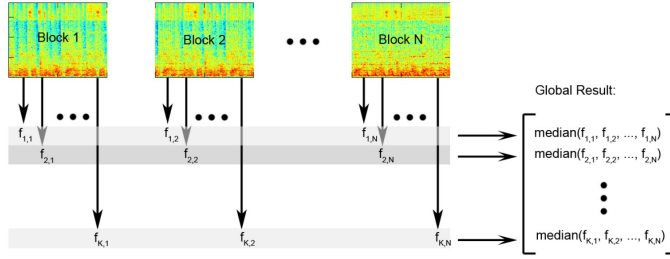 Block 1
Block 2
Block N
Global Result:
f1,1
f1,2
f1,N
median(f1,1, f1,2, ..., f1,N)
f2,1
f2,2
f2,N
median(f2,1, f2,2, ..., f2,N)
fK,1
fK,2
fK,N
median(fK,1, fK,2, ..., fK,N)